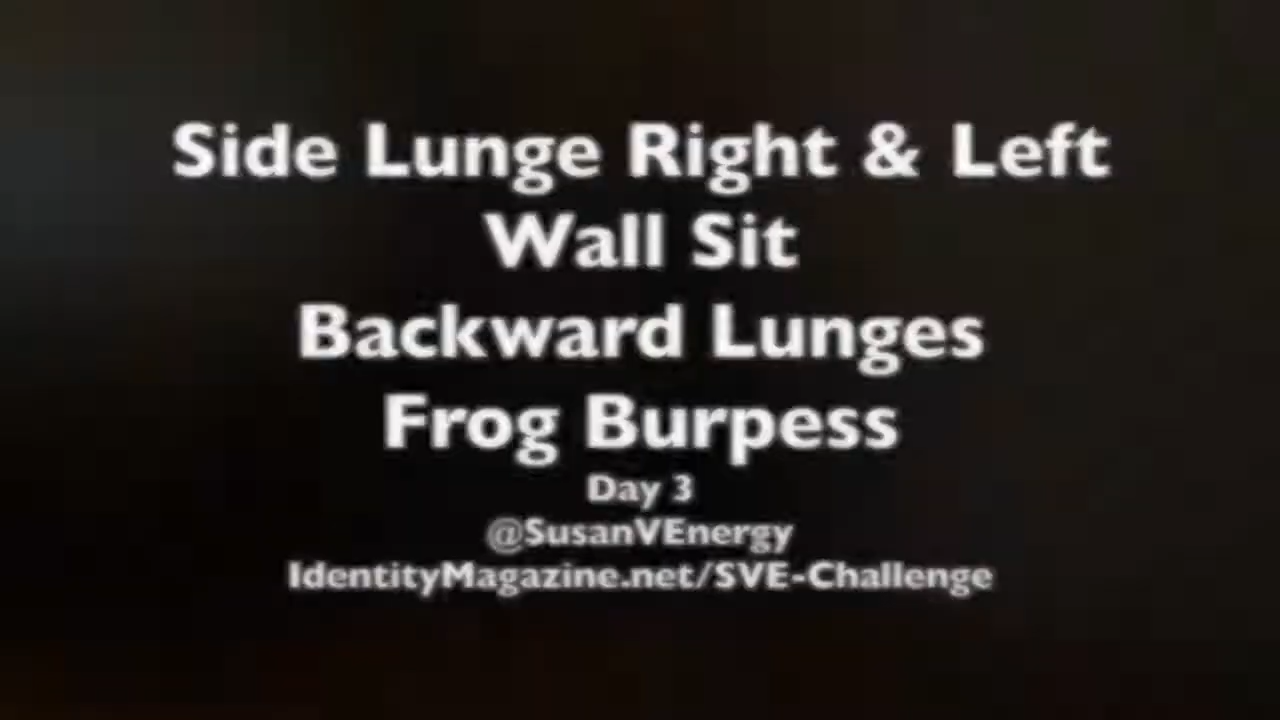 Side Lunge Right & Left
Wall Sit
Backward Lunges
Frog Burpess
Day 3
@SusanVEnergy
IdentityMagazine.net/SVE-Challenge